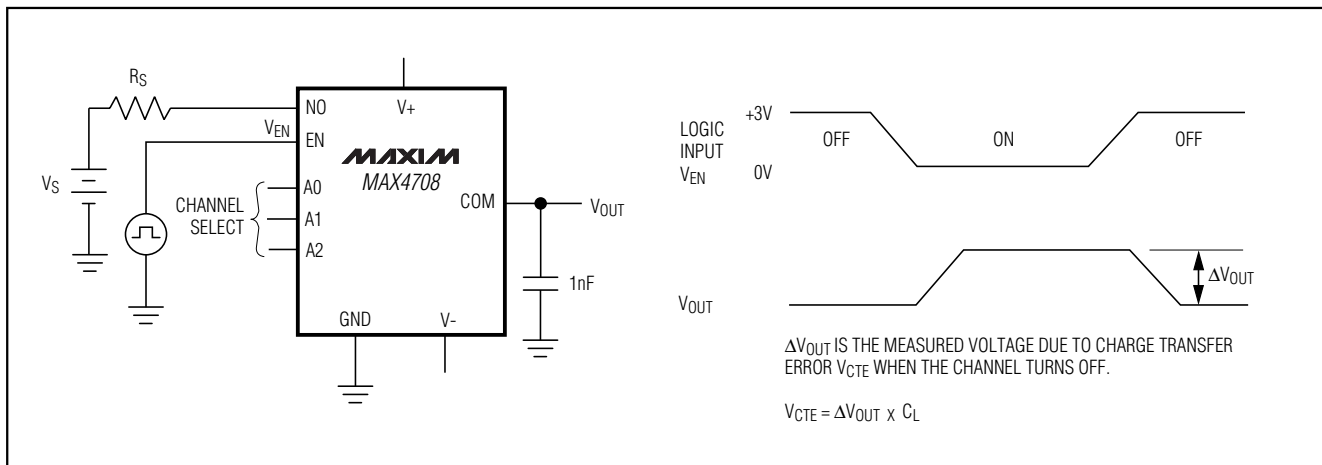 RS
VS
VEN
CHANNEL
SELECT
NO
EN
A0
A1
A2
V+
MAXIM
MAX4708
COM
GND
V-
VOUT
1nF
LOGIC
INPUT
VEN
+3V
0V
OFF
ON
OFF
VOUT
ΔVOUT
ΔVOUT IS THE MEASURED VOLTAGE DUE TO CHARGE TRANSFER
ERROR VCTE WHEN THE CHANNEL TURNS OFF.
VCTE = ΔVOUT x CL